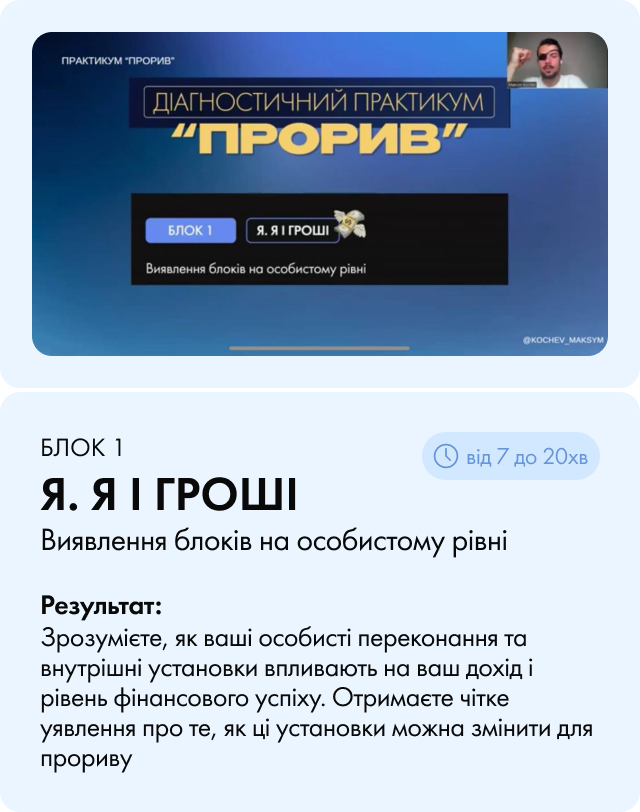 ПРАКТИКУМ “ПРОРИВ”
ДІАГНОСТИЧНИЙ ПРАКТИКУМ
“ПРОРИВ”
БЛОК 1
Я. Я І ГРОШІ
Виявлення блоків на особистому рівні
@KOCHEV_MAKSYM
БЛОК 1
від 7 до 20хв
Я. Я І ГРОШІ
Виявлення блоків на особистому рівні
Результат:
Зрозумієте, як ваші особисті переконання та
внутрішні установки впливають на ваш дохід і
рівень фінансового успіху. Отримаєте чітке
уявлення про те, як ці установки можна змінити для
прориву